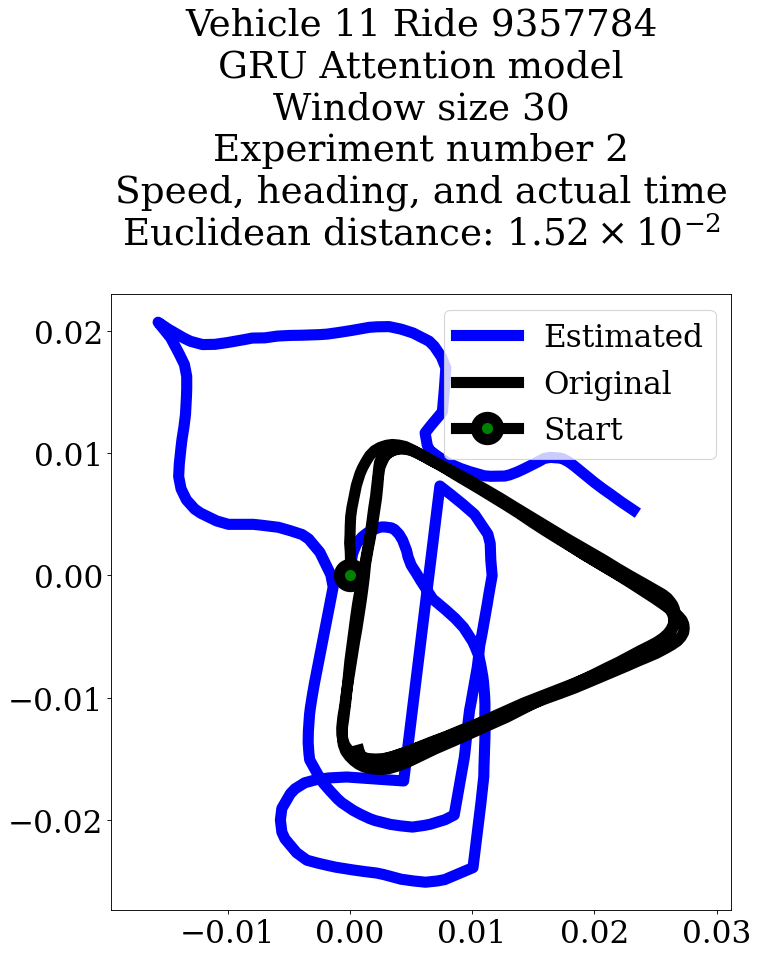 Vehicle 11 Ride 9357784
GRU Attention model
Window size 30
Experiment number 2
Speed, heading, and actual time
Euclidean distance: 1.52 × 10⁻²
Estimated
Original
Start
0.02
0.01
0.00
−0.01
−0.02
−0.01 0.00 0.01 0.02 0.03